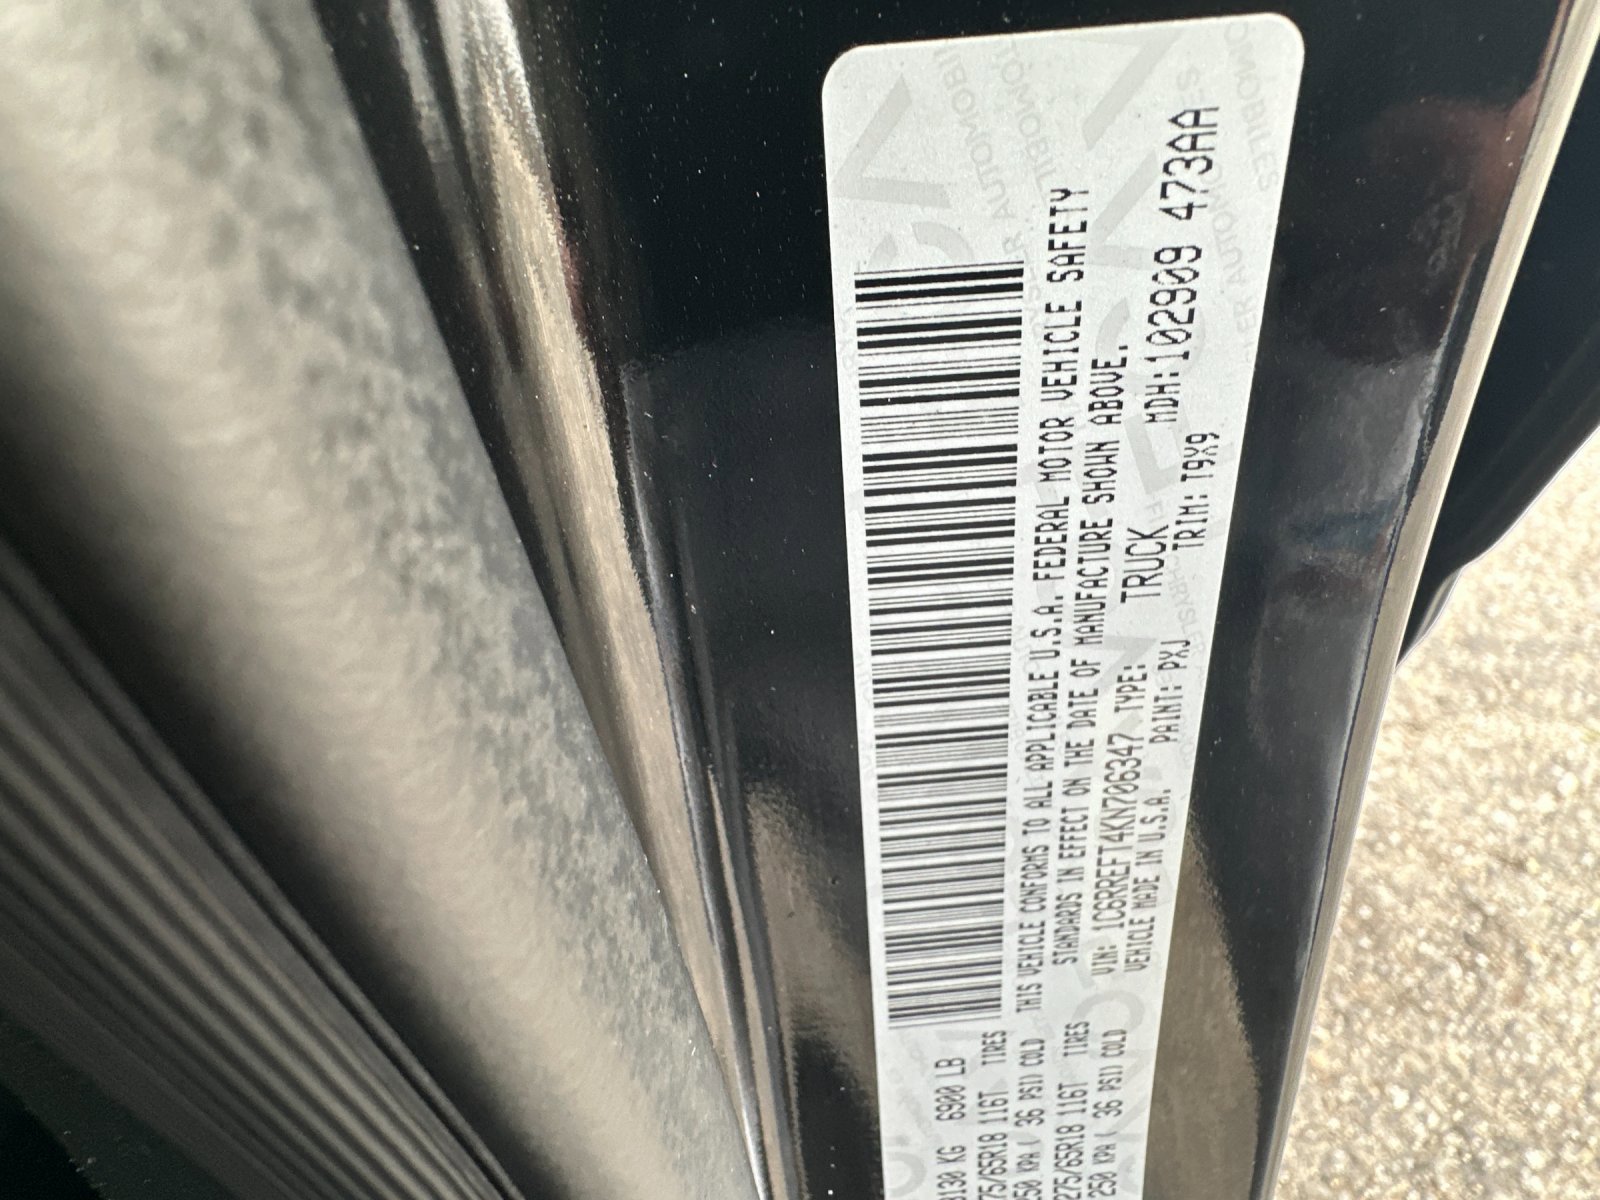 3130 KG 6900 LB
275/65R18 116T TIRES
250 KPA ( 36 PSI) COLD
THIS VEHICLE CONFORMS TO ALL APPLICABLE U.S.A. FEDERAL MOTOR VEHICLE SAFETY
STANDARDS IN EFFECT ON THE DATE OF MANUFACTURE SHOWN ABOVE.
275/65R18 116T TIRES
250 KPA ( 36 PSI) COLD
VIN: 1C6RREFT4KN706347 TYPE: TRUCK MDH:102909 473AA
VEHICLE MADE IN U.S.A. PAINT: PXJ TRIM: T9X9